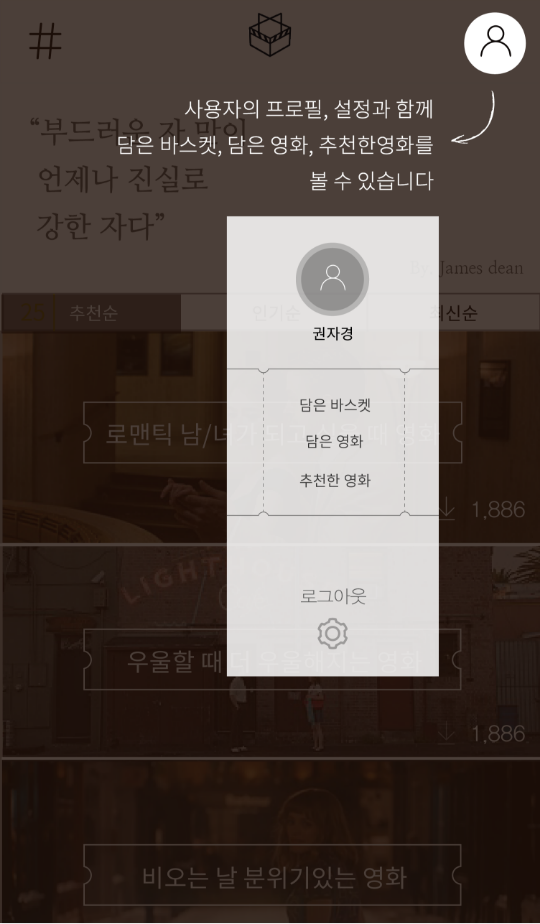 #
사용자의 프로필, 설정과 함께
담은 바스켓, 담은 영화, 추천한영화를
볼 수 있습니다
“부드러운 자 만이
언제나 진실로
강한 자다”
By. James dean
추천순
인기순
최신순
권자경
담은 바스켓
담은 영화
추천한 영화
로그아웃
로맨틱 남/녀가 되고 싶을 때 영화
1,886
LIGHT
우울할 때 더 우울해지는 영화
1,886
비오는 날 분위기있는 영화